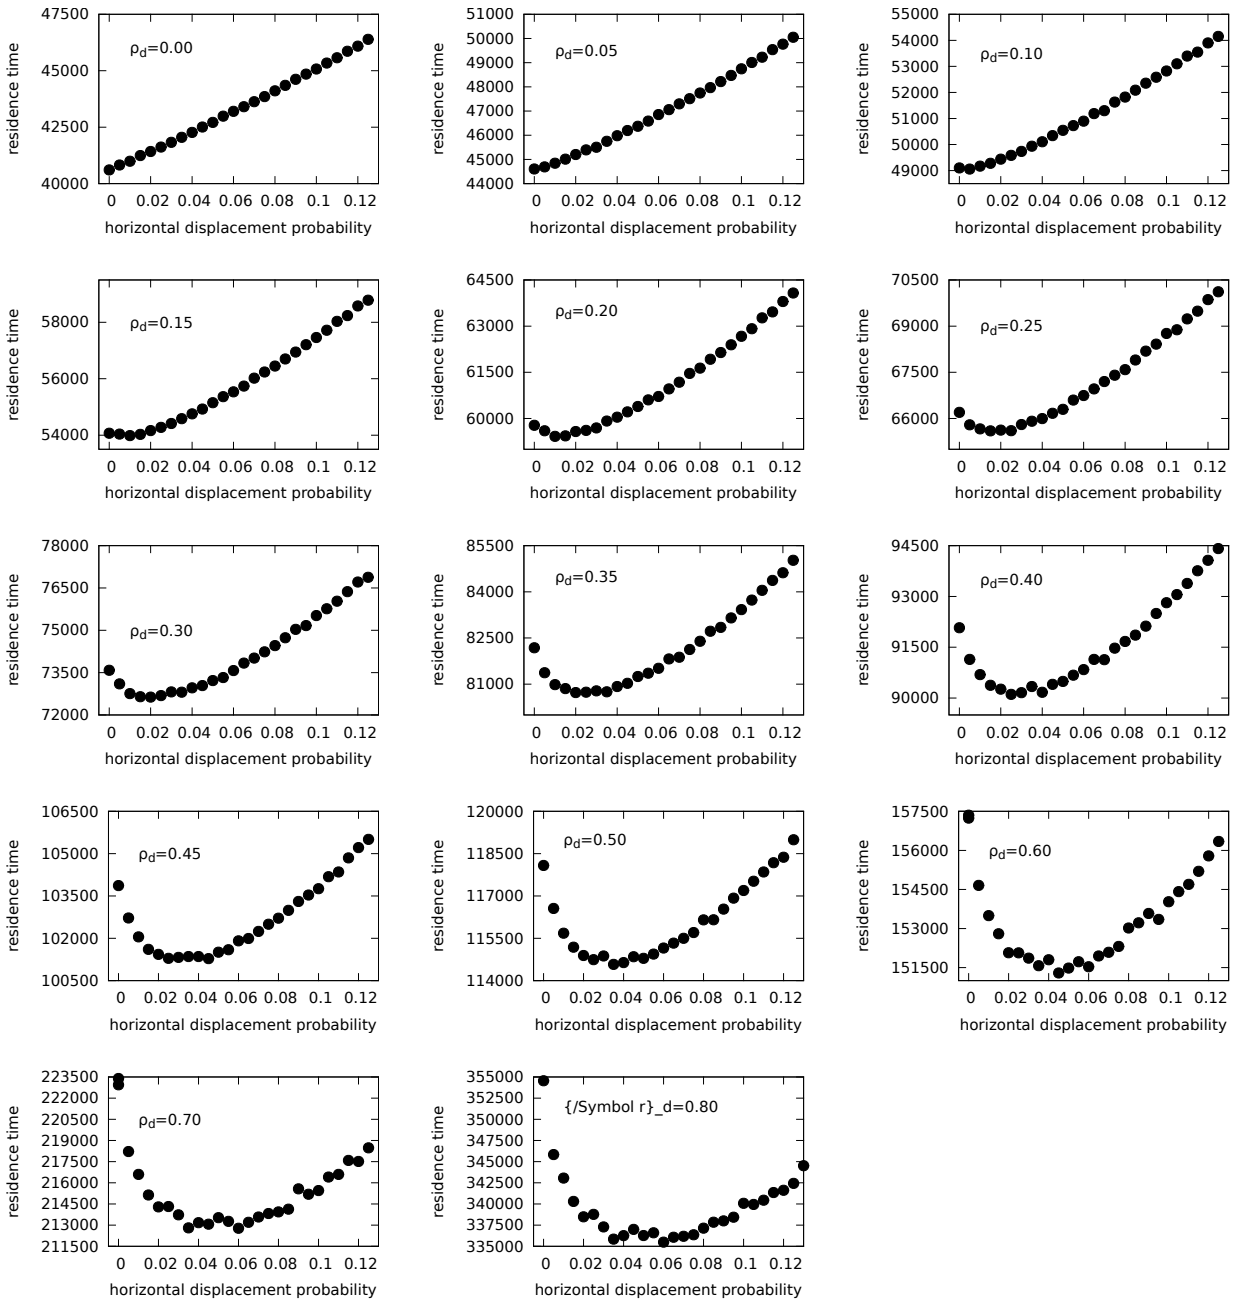 47500
45000
42500
40000
residence time
ρd=0.00
0 0.02 0.04 0.06 0.08 0.1 0.12
horizontal displacement probability
51000
50000
49000
48000
47000
46000
45000
44000
residence time
ρd=0.05
0 0.02 0.04 0.06 0.08 0.1 0.12
horizontal displacement probability
55000
54000
53000
52000
51000
50000
49000
residence time
ρd=0.10
0 0.02 0.04 0.06 0.08 0.1 0.12
horizontal displacement probability
58000
56000
54000
residence time
ρd=0.15
0 0.02 0.04 0.06 0.08 0.1 0.12
horizontal displacement probability
64500
63000
61500
60000
residence time
ρd=0.20
0 0.02 0.04 0.06 0.08 0.1 0.12
horizontal displacement probability
70500
69000
67500
66000
residence time
ρd=0.25
0 0.02 0.04 0.06 0.08 0.1 0.12
horizontal displacement probability
78000
76500
75000
73500
72000
residence time
ρd=0.30
0 0.02 0.04 0.06 0.08 0.1 0.12
horizontal displacement probability
85500
84000
82500
81000
residence time
ρd=0.35
0 0.02 0.04 0.06 0.08 0.1 0.12
horizontal displacement probability
94500
93000
91500
90000
residence time
ρd=0.40
0 0.02 0.04 0.06 0.08 0.1 0.12
horizontal displacement probability
106500
105000
103500
102000
100500
residence time
ρd=0.45
0 0.02 0.04 0.06 0.08 0.1 0.12
horizontal displacement probability
120000
118500
117000
115500
114000
residence time
ρd=0.50
0 0.02 0.04 0.06 0.08 0.1 0.12
horizontal displacement probability
157500
156000
154500
153000
151500
residence time
ρd=0.60
0 0.02 0.04 0.06 0.08 0.1 0.12
horizontal displacement probability
223500
222000
220500
219000
217500
216000
214500
213000
211500
residence time
ρd=0.70
0 0.02 0.04 0.06 0.08 0.1 0.12
horizontal displacement probability
355000
352500
350000
347500
345000
342500
340000
337500
335000
residence time
{/Symbol r}_d=0.80
0 0.02 0.04 0.06 0.08 0.1 0.12
horizontal displacement probability